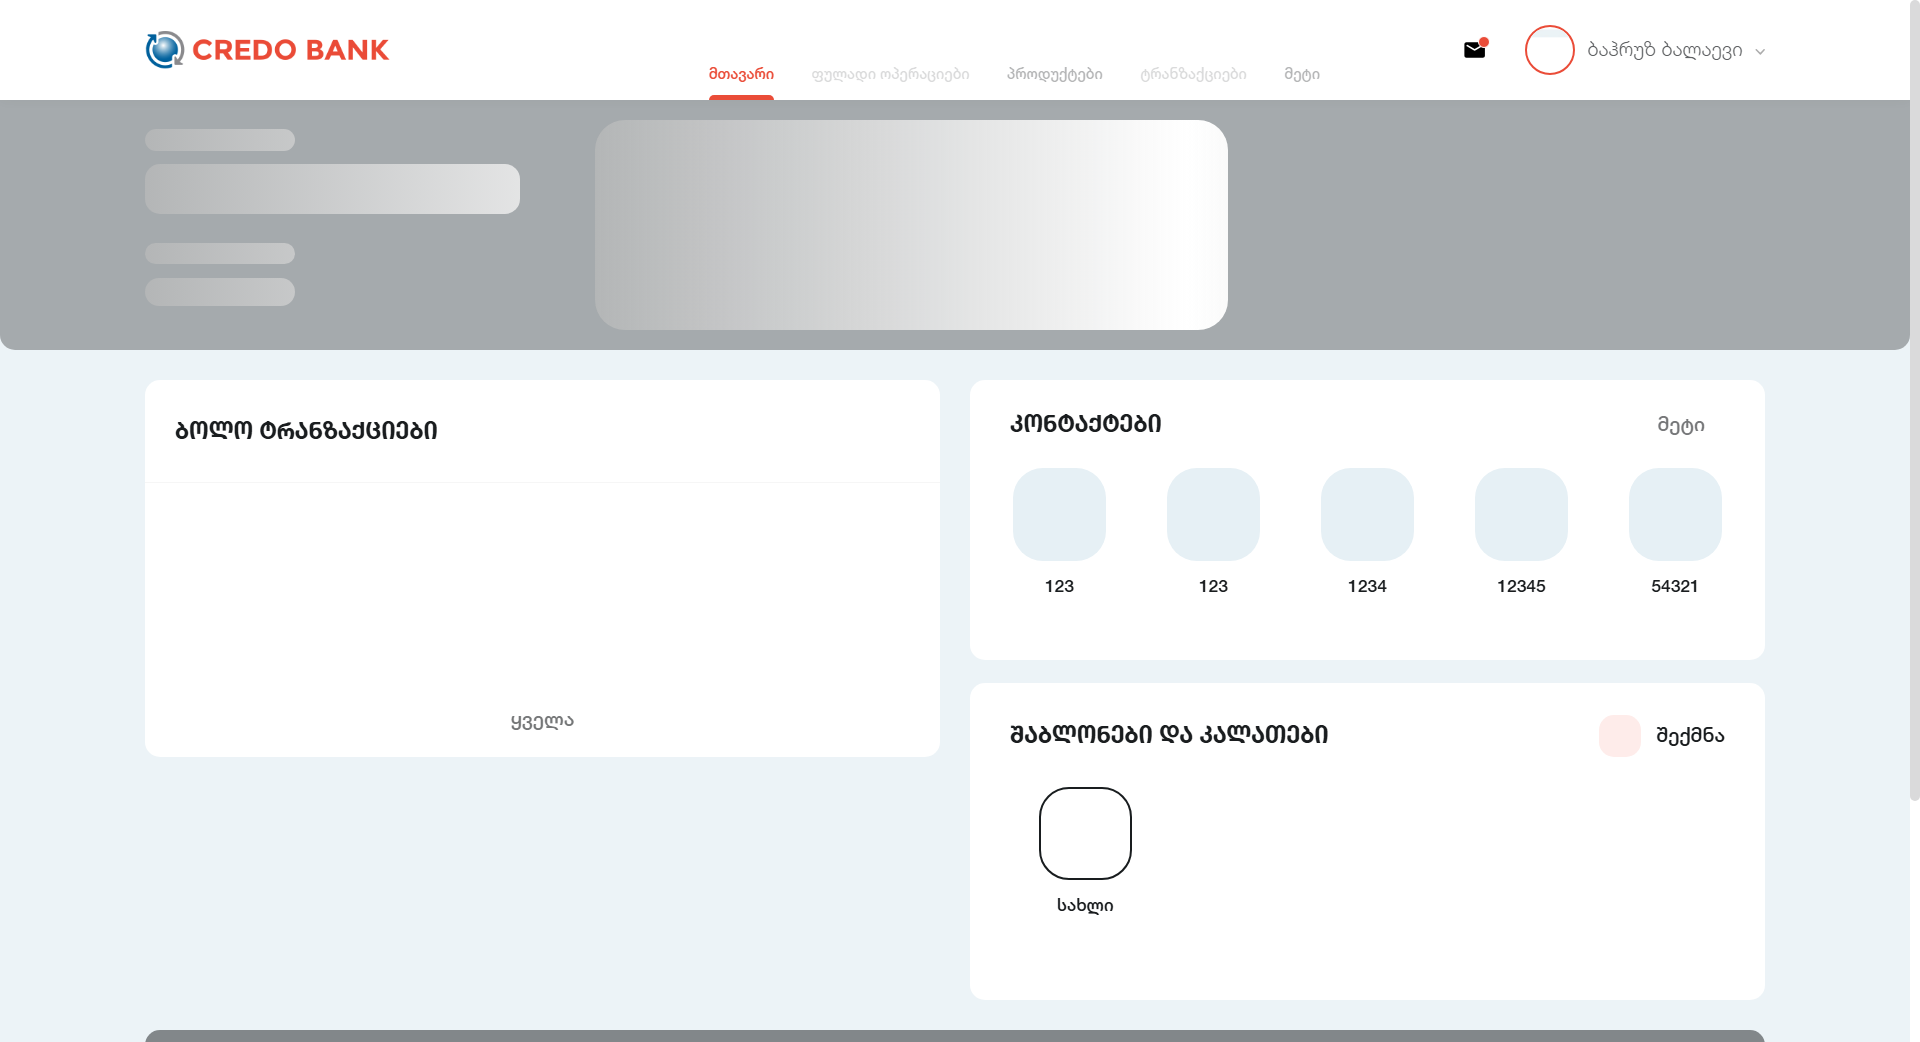 CREDO BANK
მთავარი
ფულადი ოპერაციები
პროდუქტები
ტრანზაქციები
მეტი
ბაჰრუზ ბალაევი
ბოლო ტრანზაქციები
ყველა
კონტაქტები
მეტი
123
123
1234
12345
54321
შაბლონები და კალათები
შექმნა
სახლი